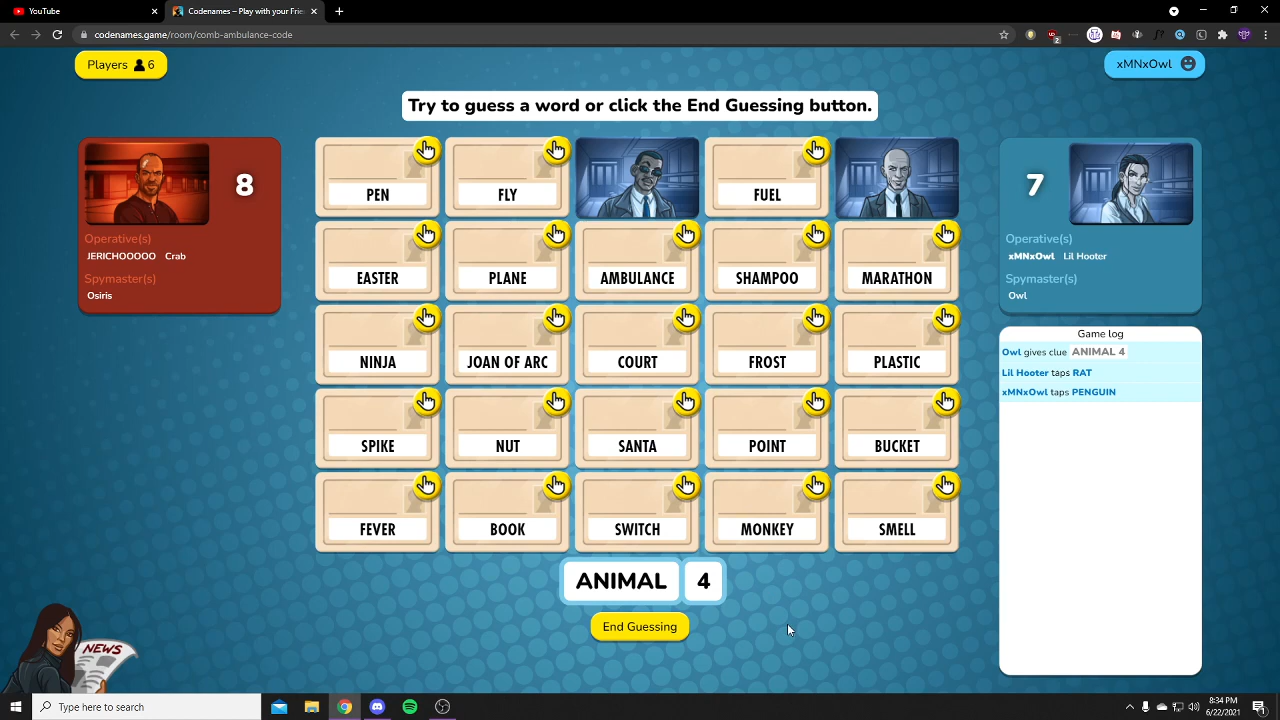 YouTube
Codenames – Play with your Frie
codenames.game/room/comb-ambulance-code
Players 6
xMNxOwl
Try to guess a word or click the End Guessing button.
8
Operative(s)
JERICHOOOOO Crab
Spymaster(s)
Osiris
PEN
FLY
FUEL
EASTER
PLANE
AMBULANCE
SHAMPOO
MARATHON
NINJA
JOAN OF ARC
COURT
FROST
PLASTIC
SPIKE
NUT
SANTA
POINT
BUCKET
FEVER
BOOK
SWITCH
MONKEY
SMELL
ANIMAL 4
End Guessing
7
Operative(s)
xMNxOwl Lil Hooter
Spymaster(s)
Owl
Game log
Owl gives clue ANIMAL 4
Lil Hooter taps RAT
xMNxOwl taps PENGUIN
NEWS
Type here to search
8:34 PM
6/22/2021